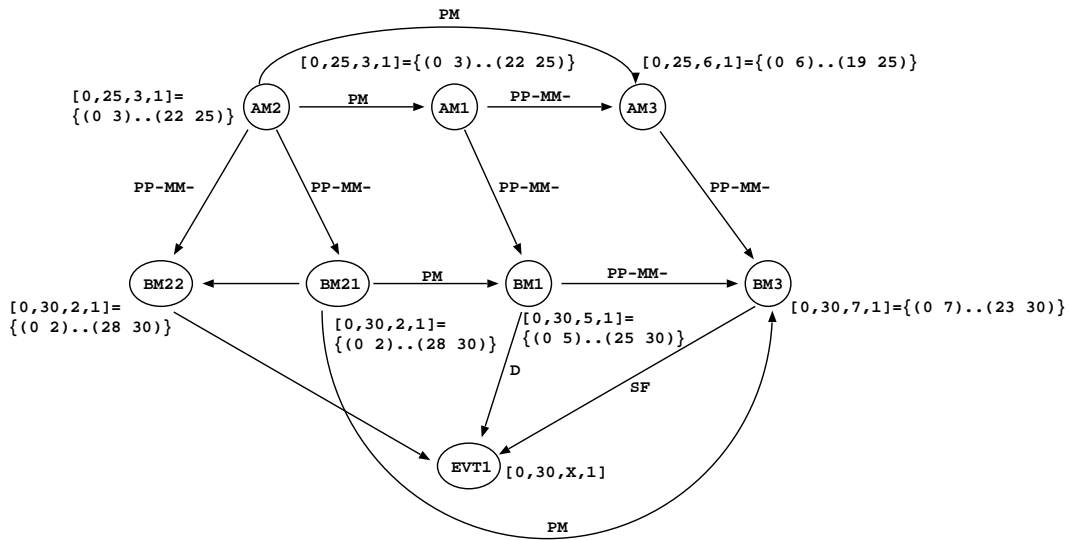 PM
[0,25,3,1]={(0 3)..(22 25)}
[0,25,6,1]={(0 6)..(19 25)}
[0,25,3,1]=
{(0 3)..(22 25)}
AM2
PM
AM1
PP-MM-
AM3
PP-MM-
PP-MM-
PP-MM-
PP-MM-
BM22
BM21
PM
BM1
PP-MM-
BM3
[0,30,2,1]=
{(0 2)..(28 30)}
[0,30,2,1]=
{(0 2)..(28 30)}
[0,30,5,1]=
{(0 5)..(25 30)}
[0,30,7,1]={(0 7)..(23 30)}
D
SF
EVT1
[0,30,X,1]
PM